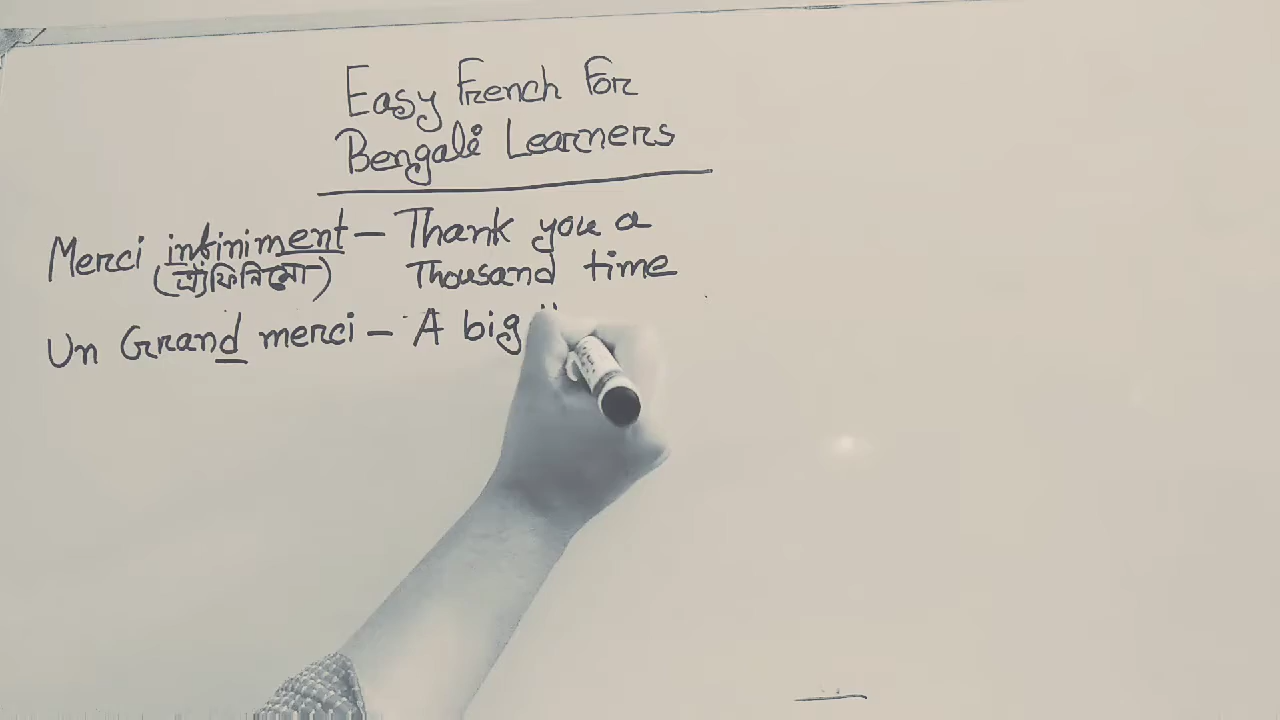 Easy French For
Bengali Learners
Merci infiniment – Thank you a
(অ্যাঁফিনিমো) Thousand time
Un Grand merci – A big